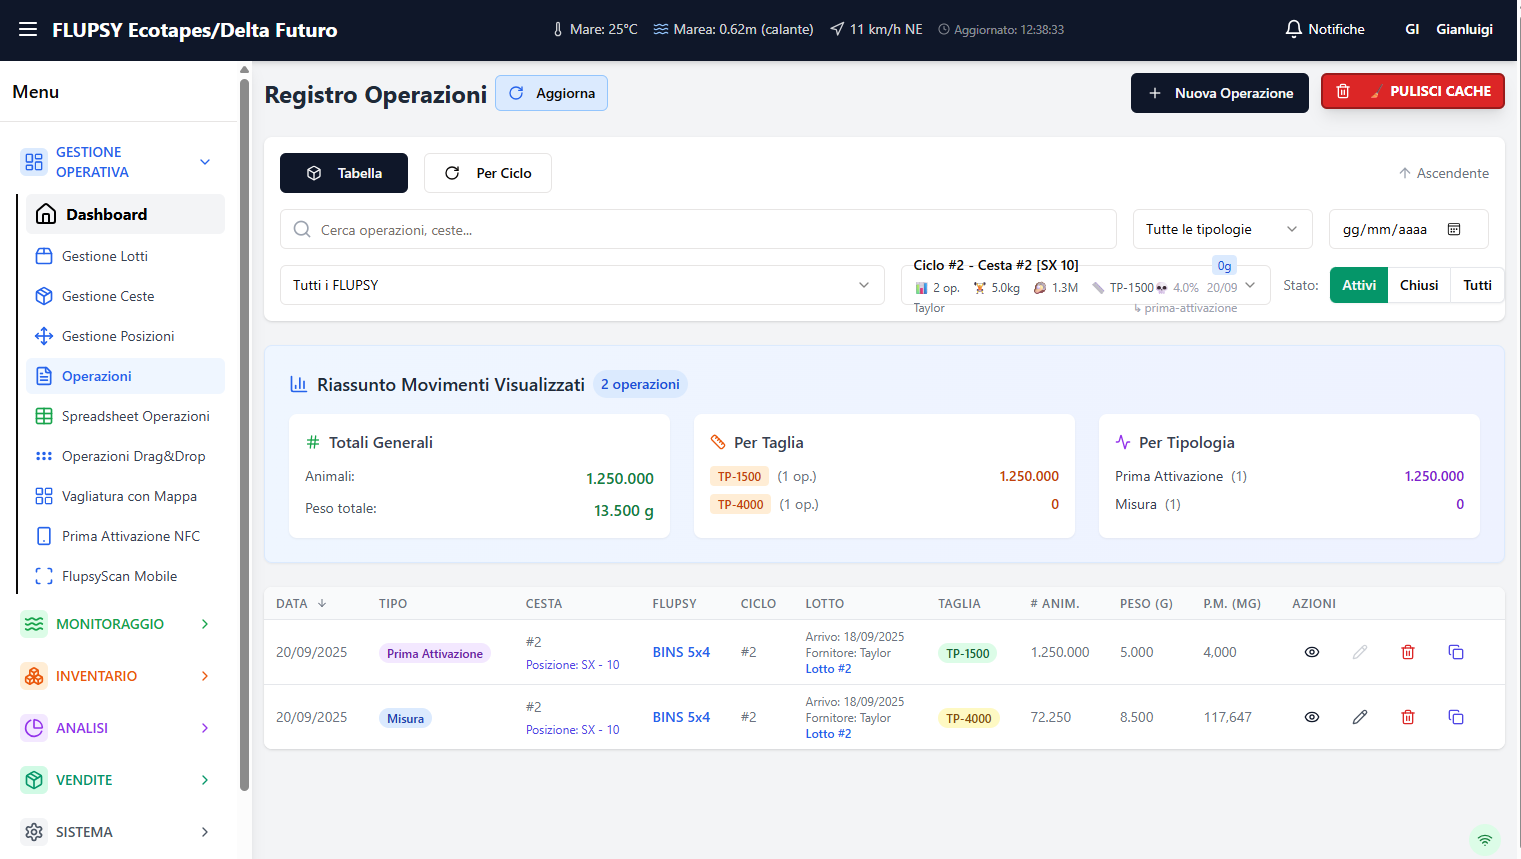 FLUPSY Ecotapes/Delta Futuro
Mare: 25°C
Marea: 0.62m (calante)
11 km/h NE
Aggiornato: 12:38:33
Notifiche
GI
Gianluigi
Menu
GESTIONE
OPERATIVA
Dashboard
Gestione Lotti
Gestione Ceste
Gestione Posizioni
Operazioni
Spreadsheet Operazioni
Operazioni Drag&Drop
Vagliatura con Mappa
Prima Attivazione NFC
FlupsyScan Mobile
MONITORAGGIO
INVENTARIO
ANALISI
VENDITE
SISTEMA
Registro Operazioni
Aggiorna
Nuova Operazione
PULISCI CACHE
Tabella
Per Ciclo
Ascendente
Cerca operazioni, ceste...
Tutte le tipologie
gg/mm/aaaa
Tutti i FLUPSY
Ciclo #2 - Cesta #2 [SX 10]
0g
2 op. 5.0kg 1.3M TP-1500 4.0% 20/09
Taylor
↳ prima-attivazione
Stato:
Attivi
Chiusi
Tutti
Riassunto Movimenti Visualizzati
2 operazioni
Totali Generali
Animali: 1.250.000
Peso totale: 13.500 g
Per Taglia
TP-1500 (1 op.) 1.250.000
TP-4000 (1 op.) 0
Per Tipologia
Prima Attivazione (1) 1.250.000
Misura (1) 0
DATA ↓ TIPO CESTA FLUPSY CICLO LOTTO TAGLIA # ANIM. PESO (G) P.M. (MG) AZIONI
20/09/2025
Prima Attivazione
#2
Posizione: SX - 10
BINS 5x4
#2
Arrivo: 18/09/2025
Fornitore: Taylor
Lotto #2
TP-1500
1.250.000
5.000
4,000
20/09/2025
Misura
#2
Posizione: SX - 10
BINS 5x4
#2
Arrivo: 18/09/2025
Fornitore: Taylor
Lotto #2
TP-4000
72.250
8.500
117,647